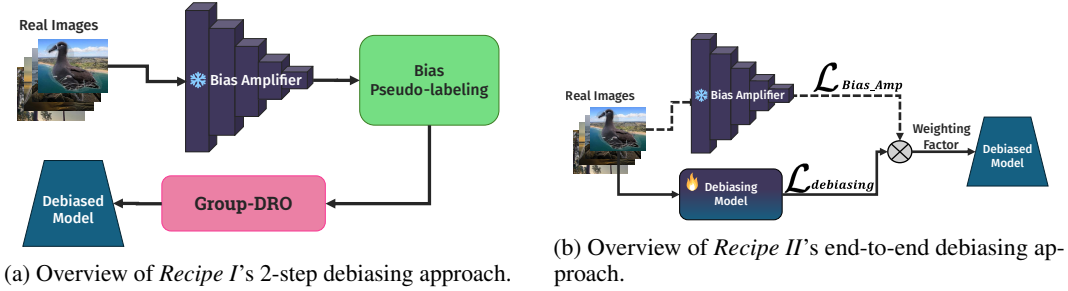 Real Images
Bias Amplifier
Bias
Pseudo-labeling
Group-DRO
Debiased
Model
(a) Overview of Recipe I's 2-step debiasing approach.
Real Images
Bias Amplifier
ℒBias_Amp
Debiasing
Model
ℒdebiasing
Weighting
Factor
Debiased
Model
(b) Overview of Recipe II's end-to-end debiasing ap-
proach.